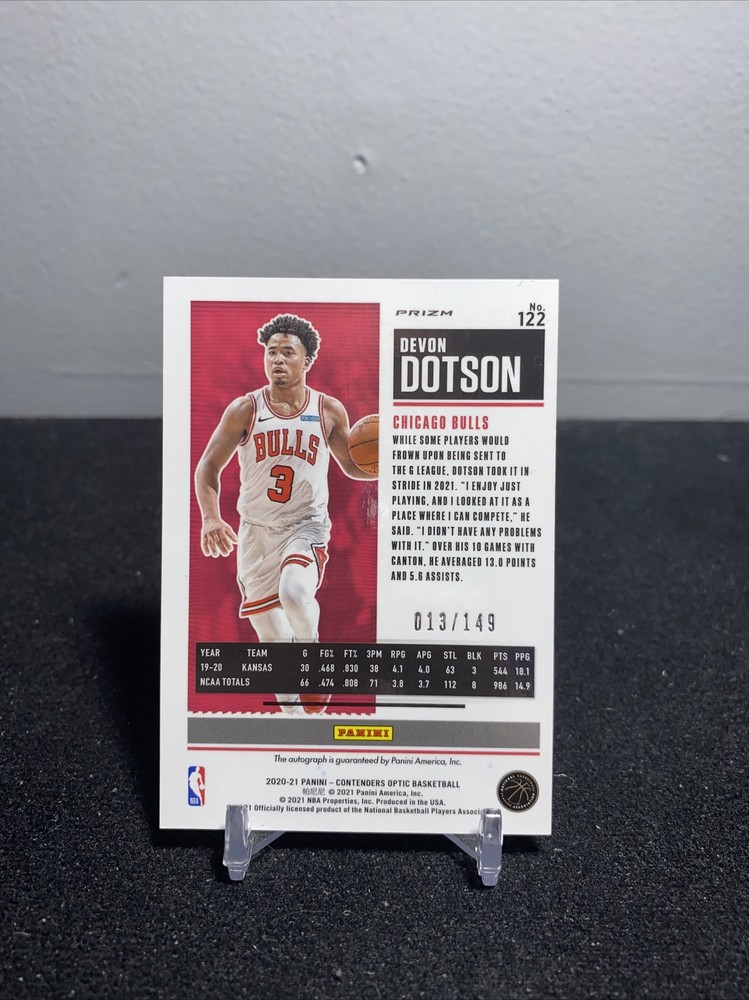 PRIZM
No.
122
DEVON
DOTSON
CHICAGO BULLS
WHILE SOME PLAYERS WOULD
FROWN UPON BEING SENT TO
THE G LEAGUE, DOTSON TOOK IT IN
STRIDE IN 2021. "I ENJOY JUST
PLAYING, AND I LOOKED AT IT AS A
PLACE WHERE I CAN COMPETE," HE
SAID. "I DIDN'T HAVE ANY PROBLEMS
WITH IT." OVER HIS 10 GAMES WITH
CANTON, HE AVERAGED 13.0 POINTS
AND 5.6 ASSISTS.
BULLS
3
013/149
YEAR TEAM G FG% FT% 3PM RPG APG STL BLK PTS PPG
19-20 KANSAS 30 .468 .830 38 4.1 4.0 63 3 544 18.1
NCAA TOTALS 66 .474 .808 71 3.8 3.7 112 8 986 14.9
PANINI
The autograph is guaranteed by Panini America, Inc.
2020-21 PANINI – CONTENDERS OPTIC BASKETBALL
帕尼尼 © 2021 Panini America, Inc.
© 2021 NBA Properties, Inc. Produced in the USA.
21 Officially licensed product of the National Basketball Players Assoc
NBA